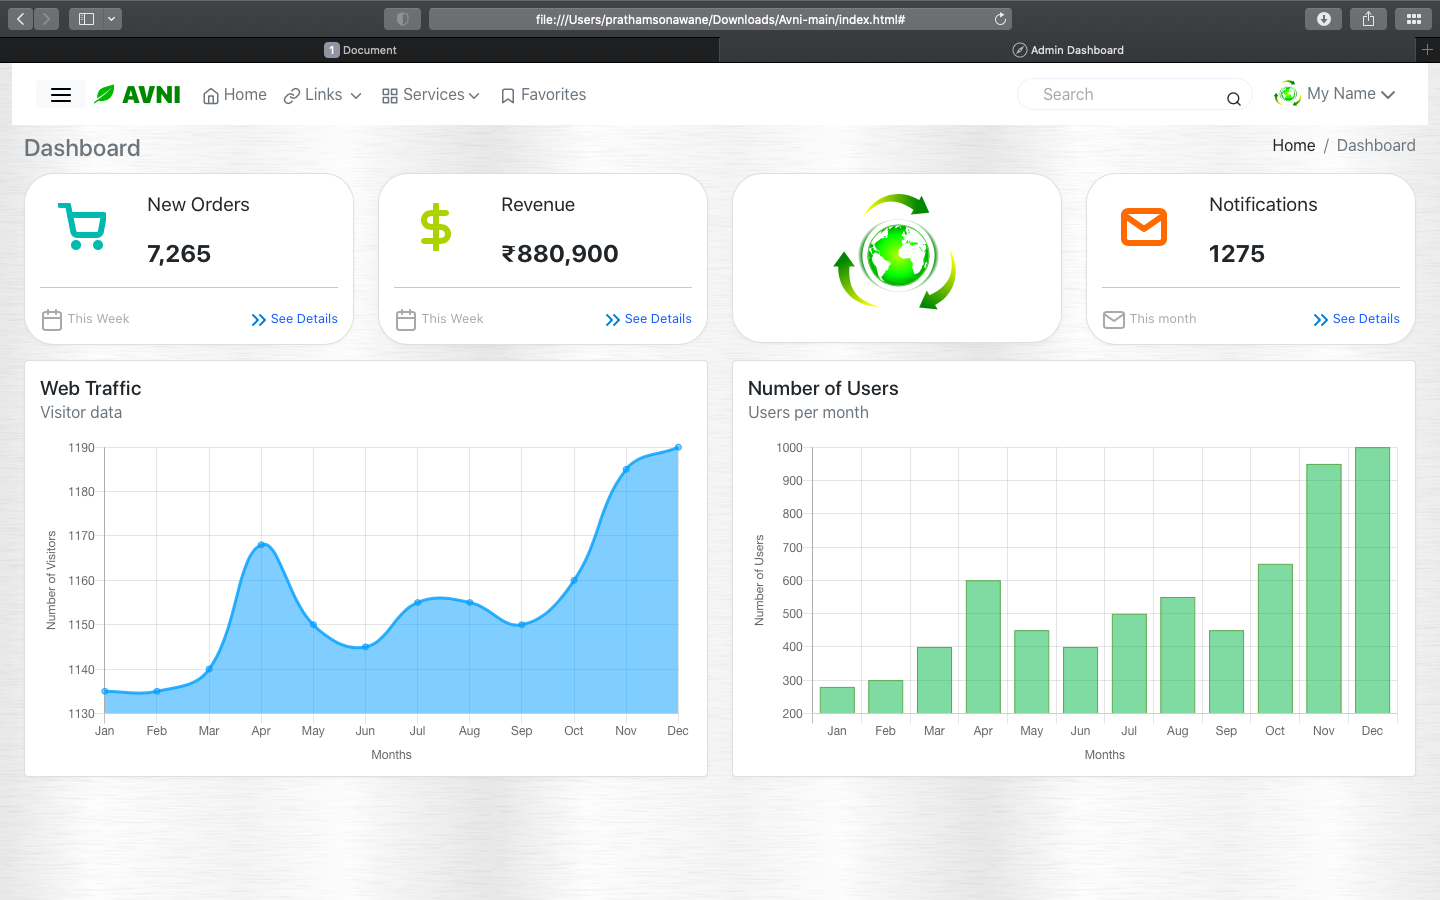 file:///Users/prathamsonawane/Downloads/Avni-main/index.html#
1 Document
Admin Dashboard
AVNI Home Links Services Favorites Search My Name
Dashboard
Home / Dashboard
New Orders
7,265
This Week See Details
Revenue
₹880,900
This Week See Details
Notifications
1275
This month See Details
Web Traffic
Visitor data
1190
1180
1170
1160
1150
1140
1130
Number of Visitors
Jan Feb Mar Apr May Jun Jul Aug Sep Oct Nov Dec
Months
Number of Users
Users per month
1000
900
800
700
600
500
400
300
200
Number of Users
Jan Feb Mar Apr May Jun Jul Aug Sep Oct Nov Dec
Months